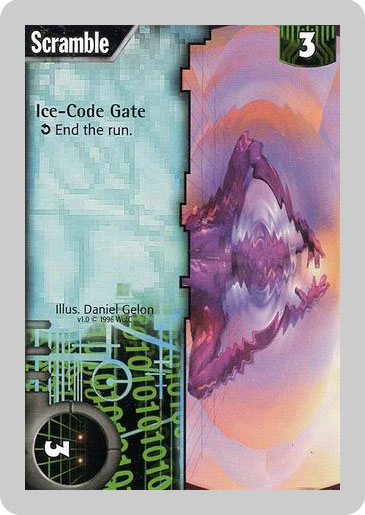 Scramble
3
Ice-Code Gate
End the run.
Illus. Daniel Gelon
v1.0 © 1996 WotC
3